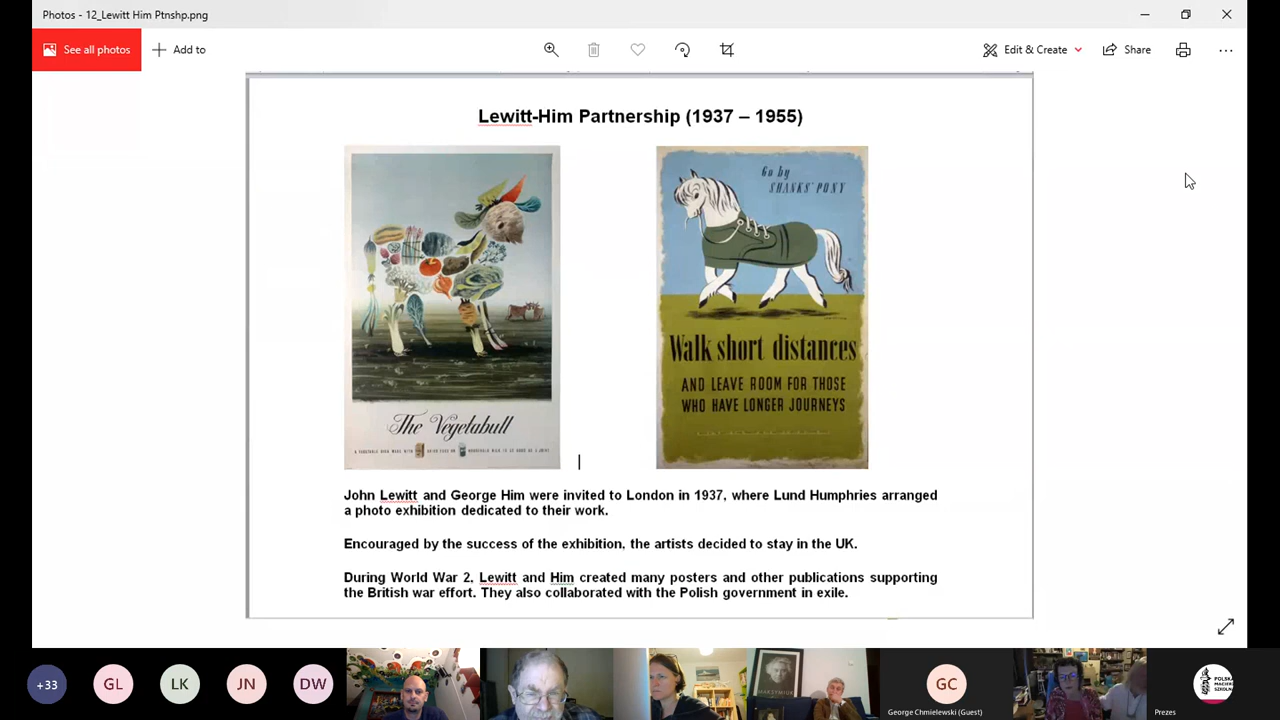 Photos - 12_Lewitt Him Ptnshp.png
See all photos
Add to
Edit & Create
Share
Lewitt-Him Partnership (1937 – 1955)
Go by
SHANKS' PONY
Walk short distances
AND LEAVE ROOM FOR THOSE
WHO HAVE LONGER JOURNEYS
The Vegetabull
John Lewitt and George Him were invited to London in 1937, where Lund Humphries arranged
a photo exhibition dedicated to their work.
Encouraged by the success of the exhibition, the artists decided to stay in the UK.
During World War 2, Lewitt and Him created many posters and other publications supporting
the British war effort. They also collaborated with the Polish government in exile.
+33
GL
LK
JN
DW
MARZYMIUK
GC
George Chmielewski (Guest)
Prezes